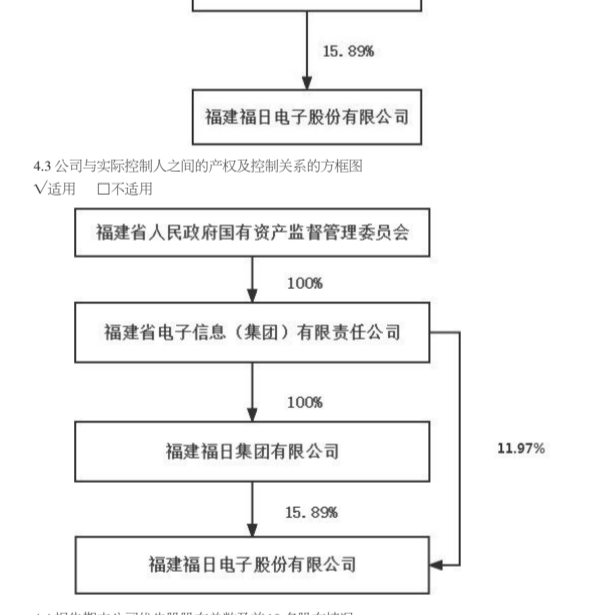 15.89%
福建福日电子股份有限公司
4.3 公司与实际控制人之间的产权及控制关系的方框图
√适用 □不适用
福建省人民政府国有资产监督管理委员会
100%
福建省电子信息（集团）有限责任公司
100%
福建福日集团有限公司
11.97%
15.89%
福建福日电子股份有限公司